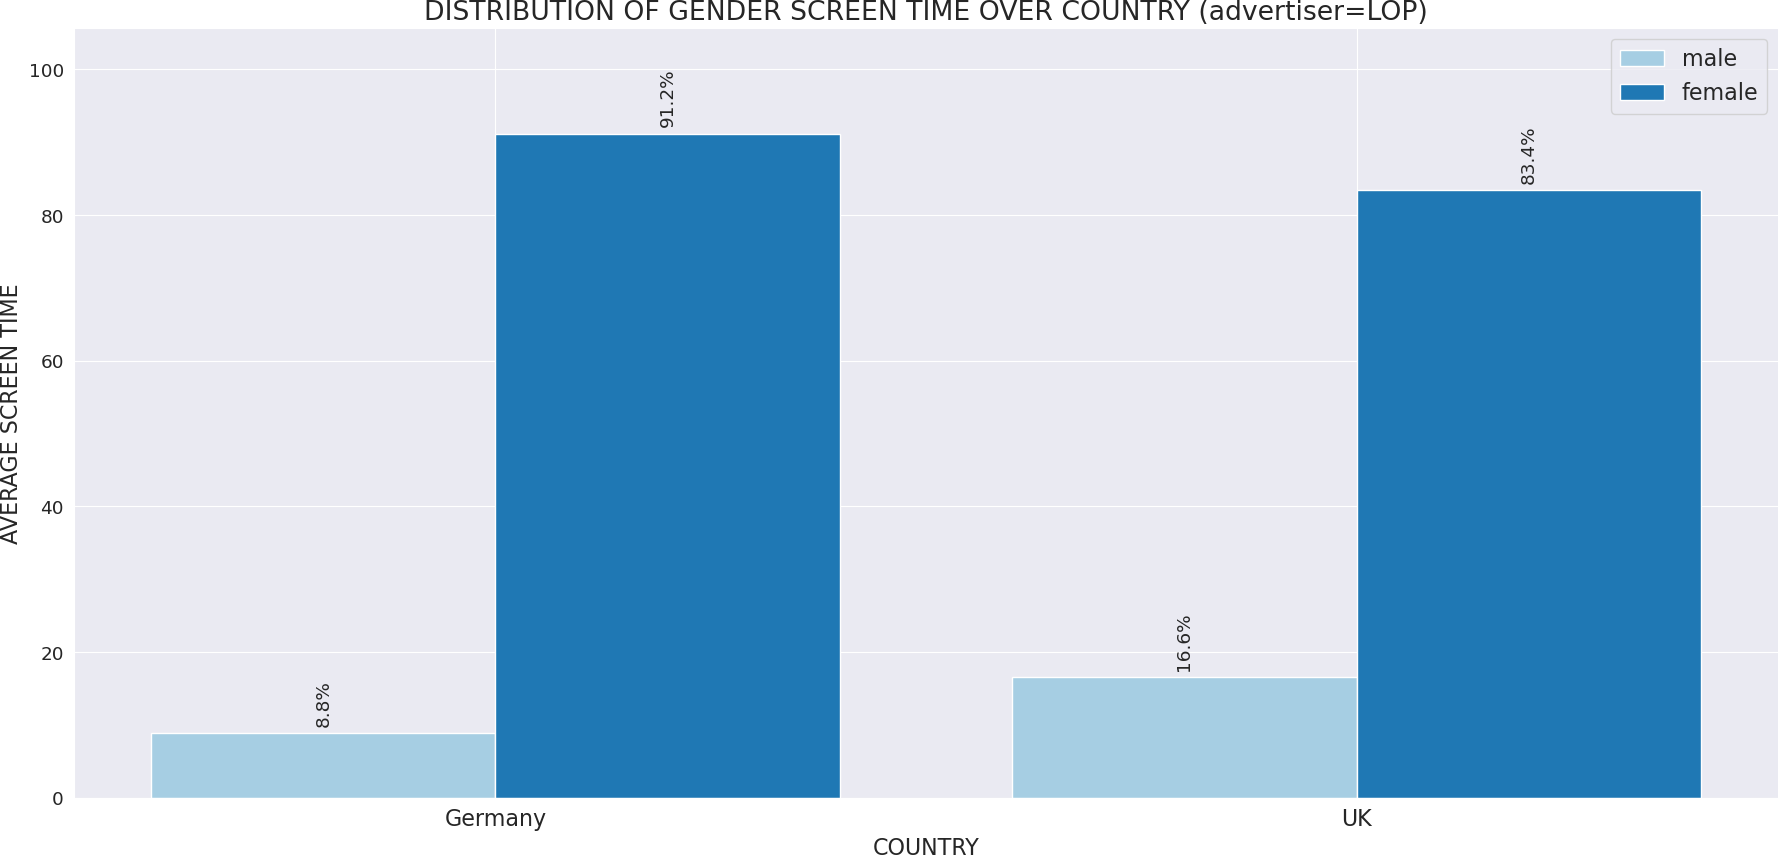 DISTRIBUTION OF GENDER SCREEN TIME OVER COUNTRY (advertiser=LOP)
male
female
AVERAGE SCREEN TIME
100
80
60
40
20
0
8.8%
91.2%
16.6%
83.4%
Germany
UK
COUNTRY